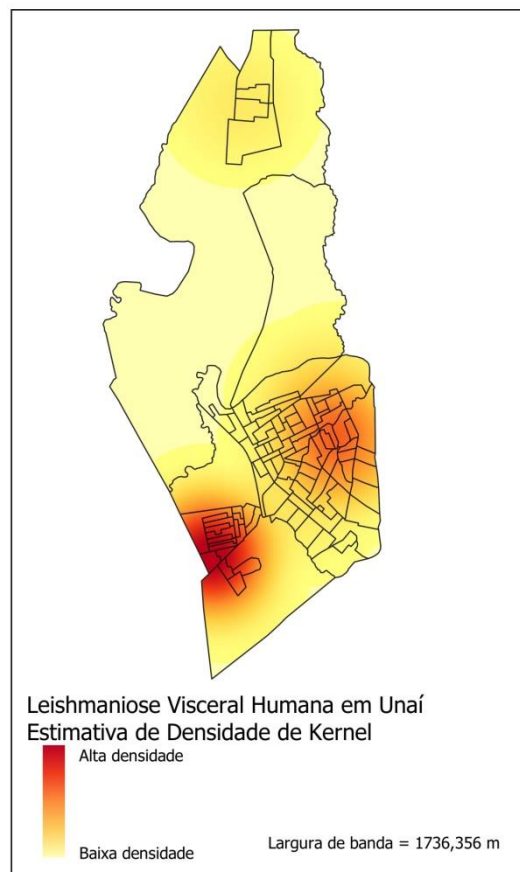 Leishmaniose Visceral Humana em Unaí
Estimativa de Densidade de Kernel
Alta densidade
Baixa densidade
Largura de banda = 1736,356 m